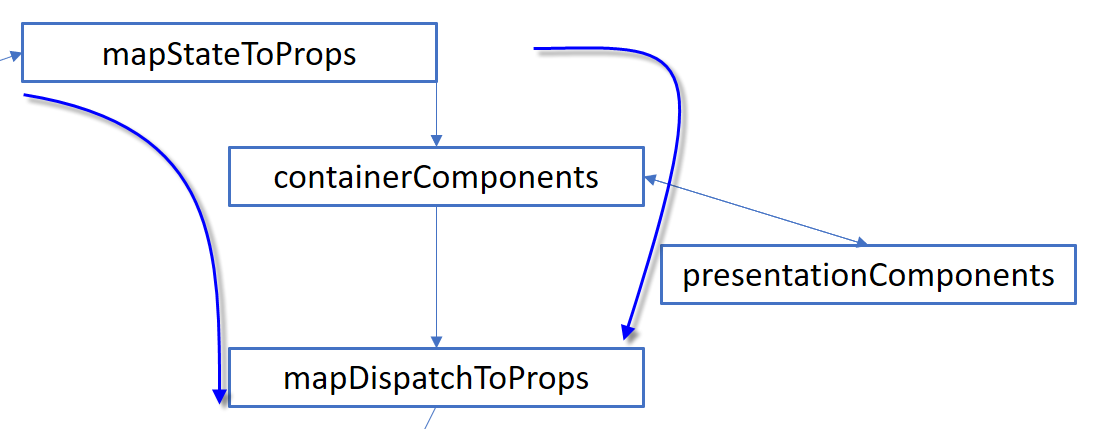 mapStateToProps
containerComponents
presentationComponents
mapDispatchToProps